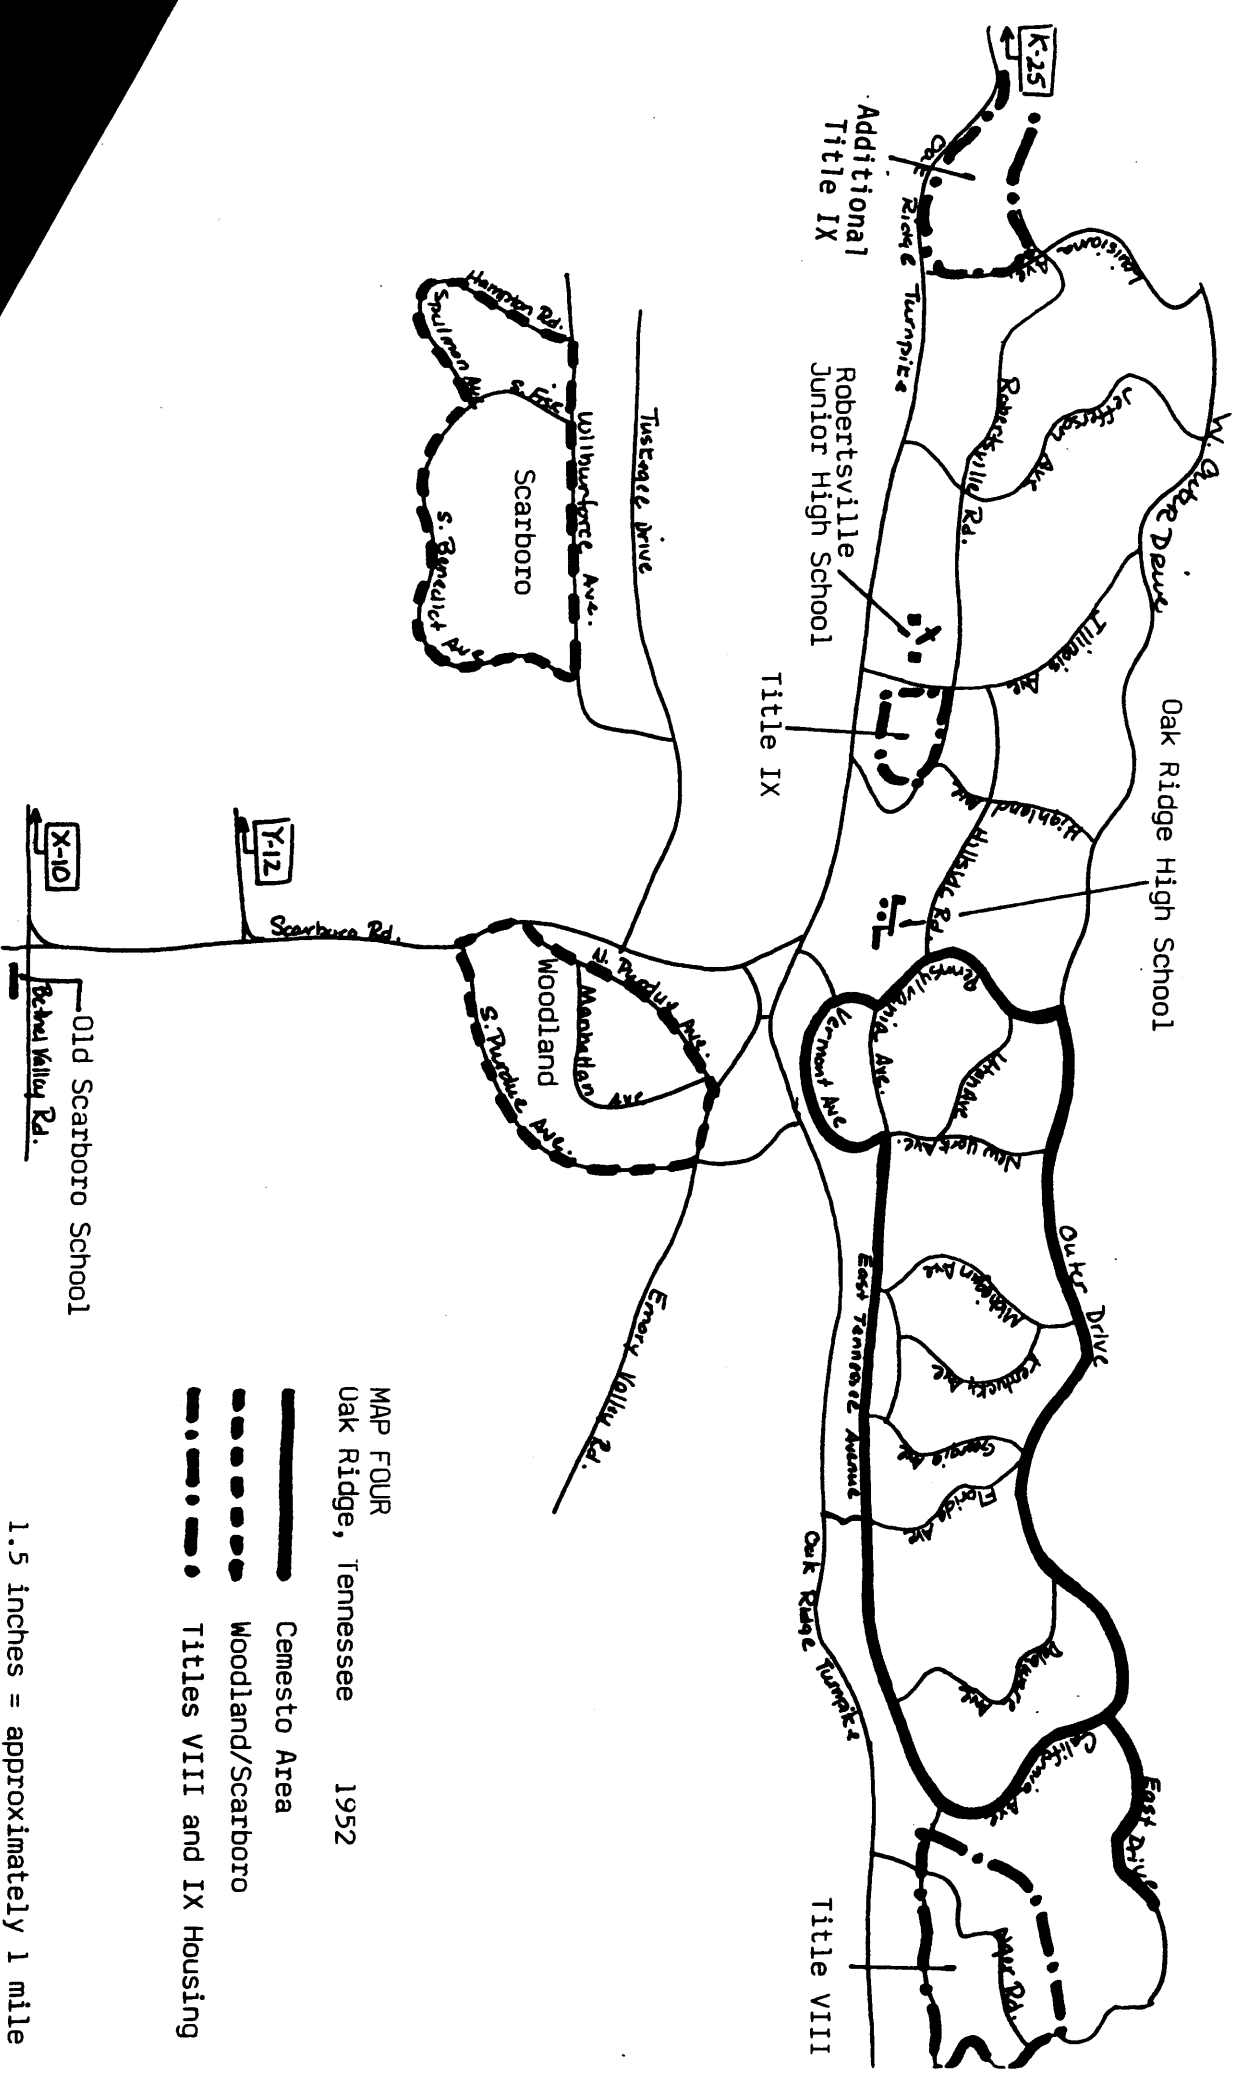 K-25
Additional
Title IX
Oak Ridge Turnpike
Louisiana Ave.
W. Outer Drive
Jefferson Ave
Robertsville Rd.
Robertsville
Junior High School
Illinois Ave
Title IX
Highland Ave
Hillside Rd.
Oak Ridge High School
Pennsylvania Ave.
Vermont Ave
Utah Ave
New York Ave.
Outer Drive
Michigan Ave
Kentucky Ave
Georgia Ave
Florida Ave
East Tennessee Avenue
Oak Ridge Turnpike
Delaware Ave
California Ave
East Drive
Title VIII
Hampton Rd.
Spulman Ave
S. Fisk
Wilburforce Ave.
Tuskegee Drive
Scarboro
S. Benedict Ave
N. Purdue Ave.
Woodland
Manhattan Ave
S. Purdue Ave.
Emory Valley Rd.
Scarboro Rd.
Y-12
X-10
Bethel Valley Rd.
Old Scarboro School
MAP FOUR
Oak Ridge, Tennessee 1952
Cemesto Area
Woodland/Scarboro
Titles VIII and IX Housing
1.5 inches = approximately 1 mile